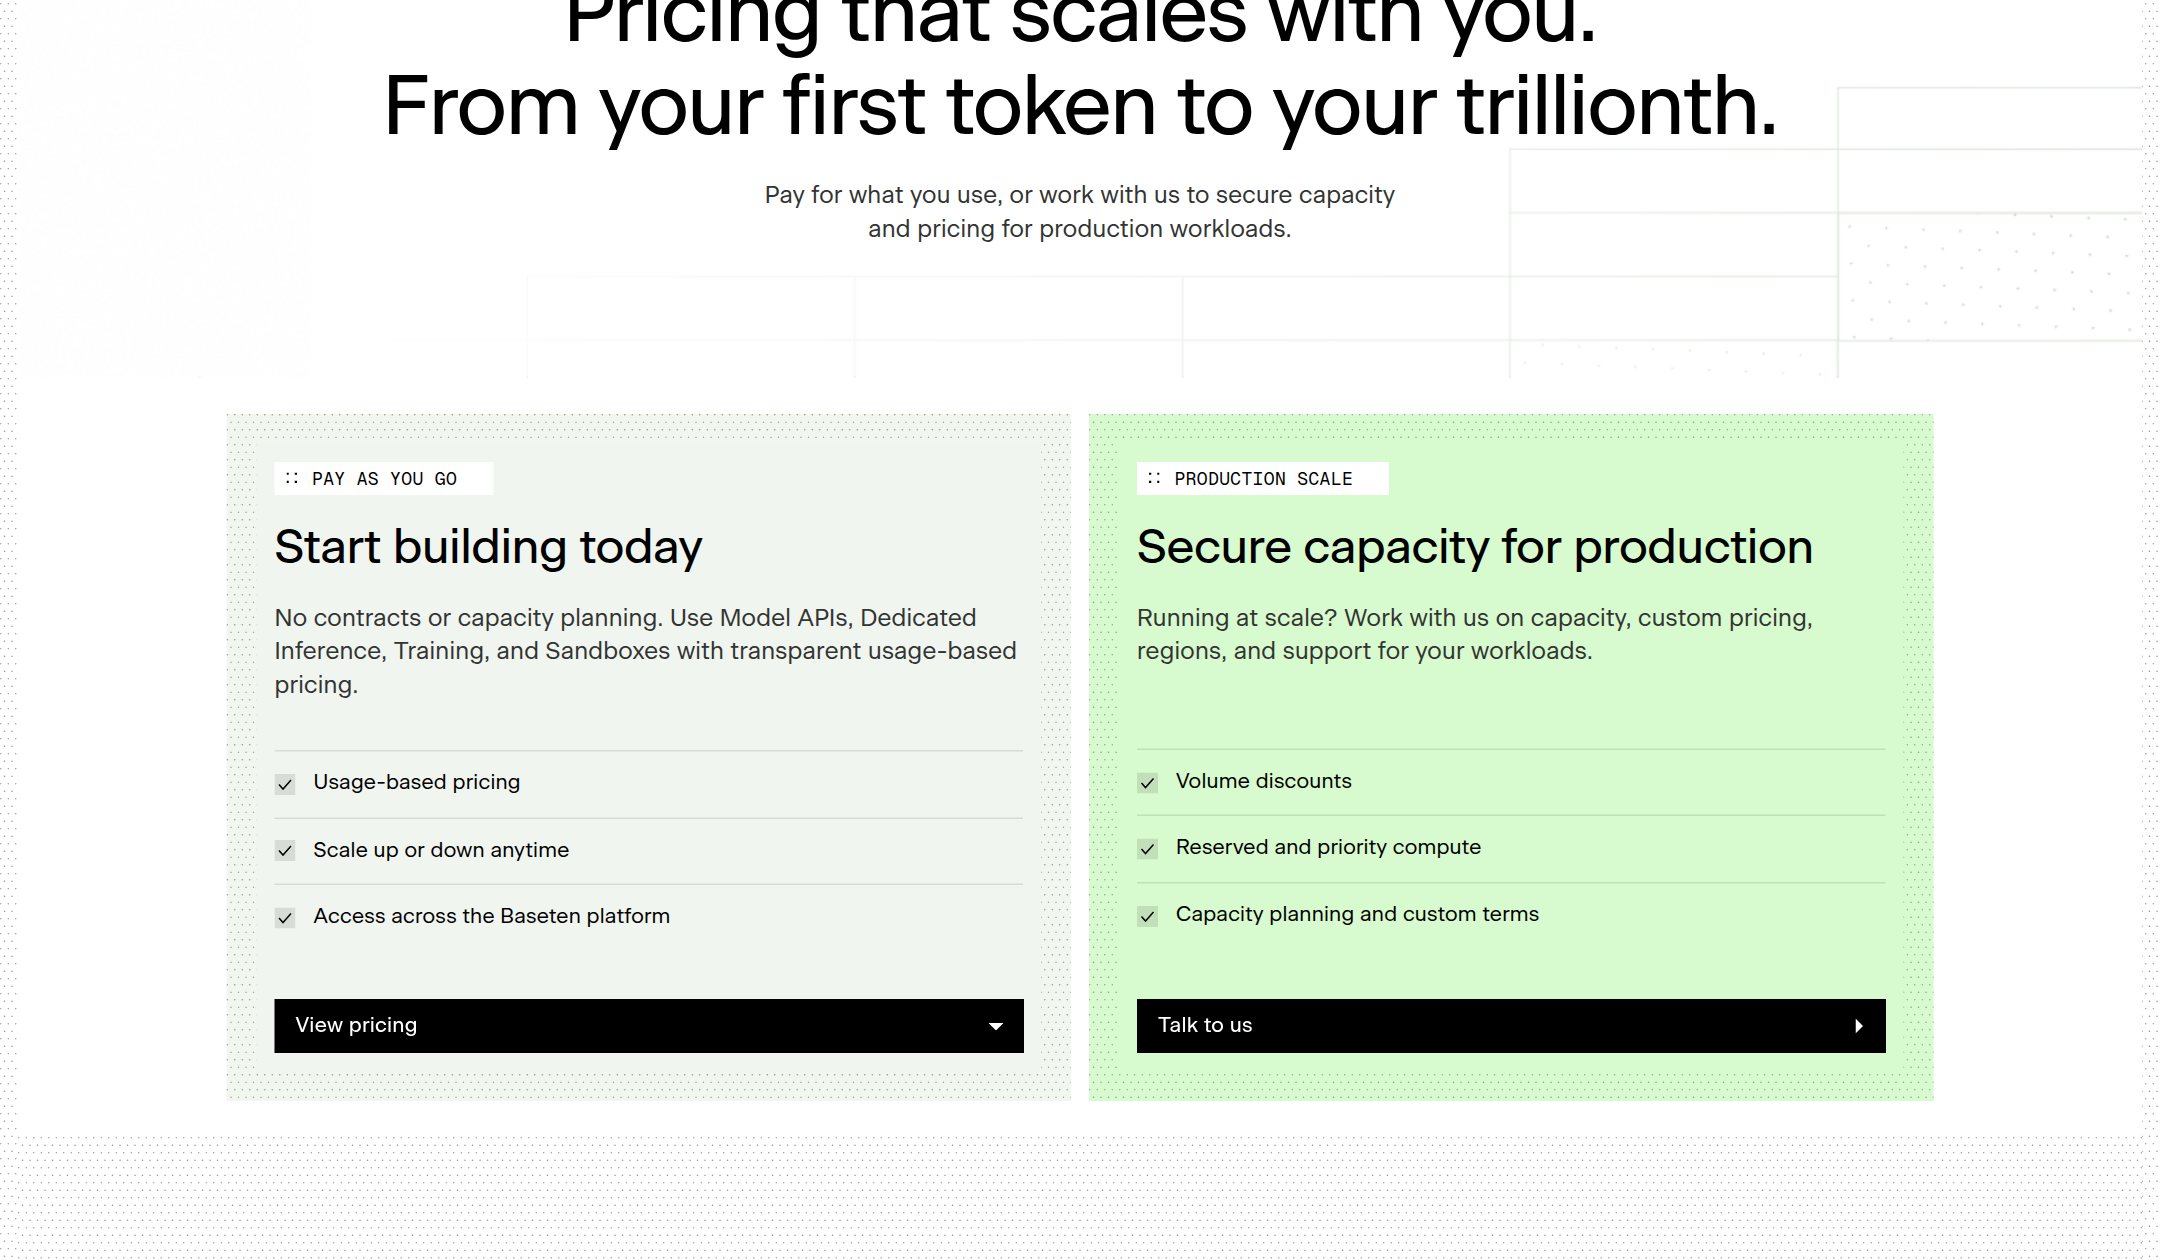 Pricing that scales with you.
From your first token to your trillionth.
Pay for what you use, or work with us to secure capacity
and pricing for production workloads.
PAY AS YOU GO
Start building today
No contracts or capacity planning. Use Model APIs, Dedicated
Inference, Training, and Sandboxes with transparent usage-based
pricing.
Usage-based pricing
Scale up or down anytime
Access across the Baseten platform
View pricing
PRODUCTION SCALE
Secure capacity for production
Running at scale? Work with us on capacity, custom pricing,
regions, and support for your workloads.
Volume discounts
Reserved and priority compute
Capacity planning and custom terms
Talk to us